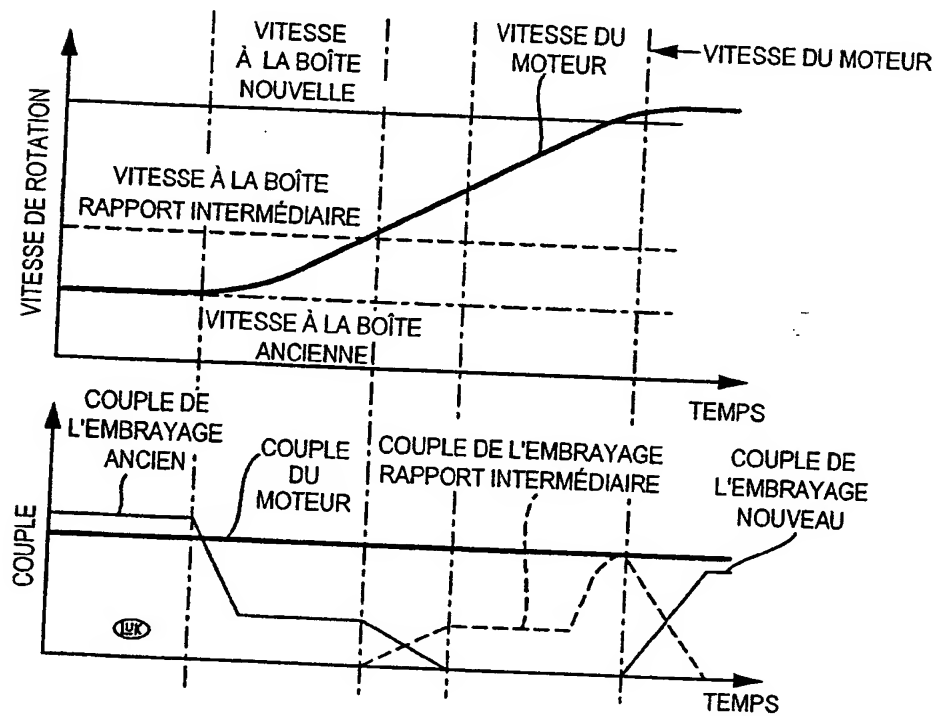 VITESSE
À LA BOÎTE
NOUVELLE
VITESSE DU
MOTEUR
VITESSE DU MOTEUR
VITESSE DE ROTATION
VITESSE À LA BOÎTE
RAPPORT INTERMÉDIAIRE
VITESSE À LA BOÎTE
ANCIENNE
TEMPS
COUPLE DE
L'EMBRAYAGE
ANCIEN
COUPLE
DU
MOTEUR
COUPLE DE L'EMBRAYAGE
RAPPORT INTERMÉDIAIRE
COUPLE DE
L'EMBRAYAGE
NOUVEAU
COUPLE
LUK
TEMPS